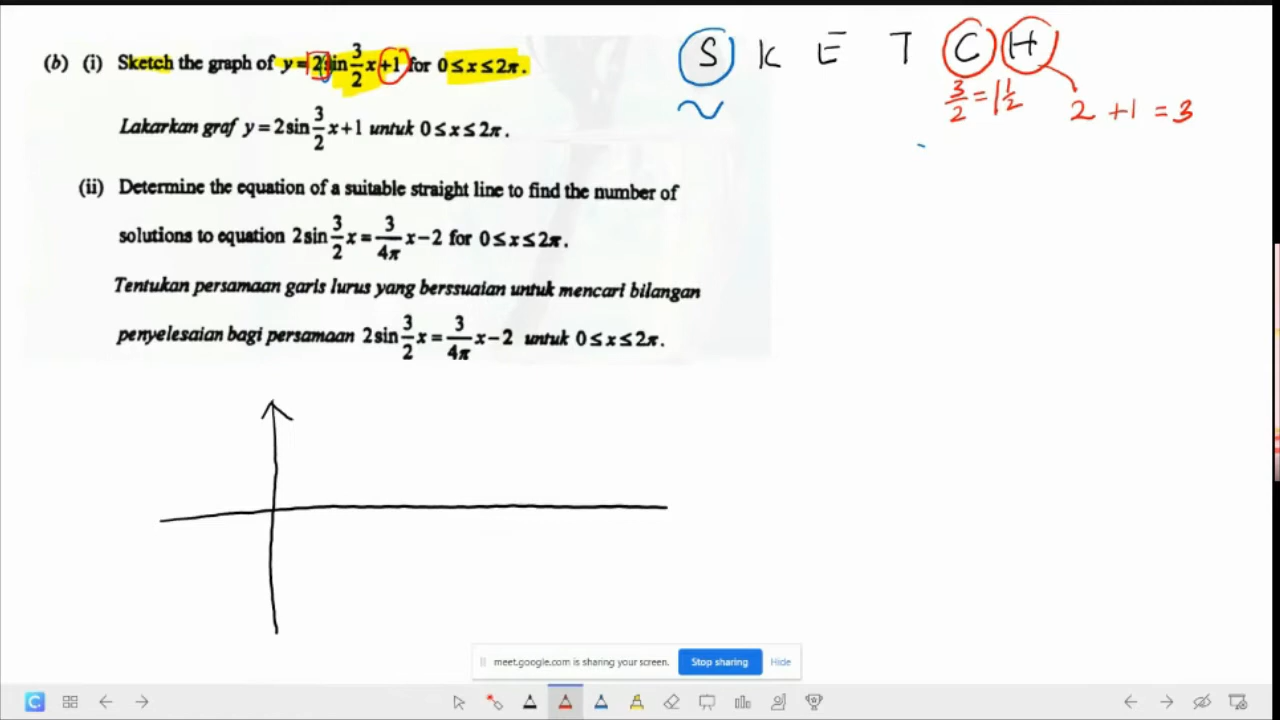 S K E T C H
(b) (i) Sketch the graph of y = 2 sin 3/2 x + 1 for 0 ≤ x ≤ 2π.
3/2 = 1 1/2
2 + 1 = 3
Lakarkan graf y = 2 sin 3/2 x + 1 untuk 0 ≤ x ≤ 2π.
(ii) Determine the equation of a suitable straight line to find the number of
solutions to equation 2 sin 3/2 x = 3/4π x − 2 for 0 ≤ x ≤ 2π.
Tentukan persamaan garis lurus yang berssuaian untuk mencari bilangan
penyelesaian bagi persamaan 2 sin 3/2 x = 3/4π x − 2 untuk 0 ≤ x ≤ 2π.
meet.google.com is sharing your screen. Stop sharing Hide